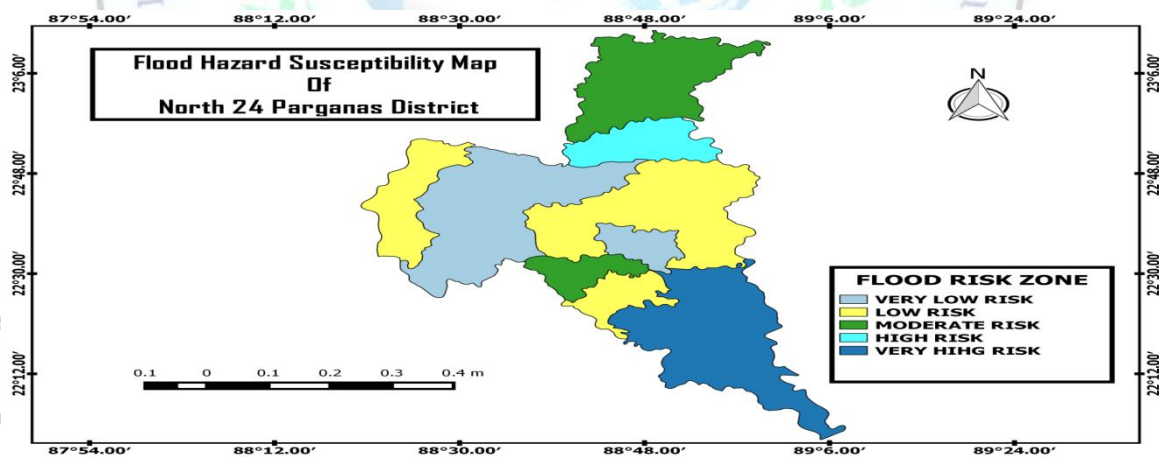 87°54.00' 88°12.00' 88°30.00' 88°48.00' 89°6.00' 89°24.00'
Flood Hazard Susceptibility Map
Of
North 24 Parganas District
N
23°6.00' 23°6.00'
22°48.00' 22°48.00'
22°30.00' 22°30.00'
22°12.00' 22°12.00'
FLOOD RISK ZONE
VERY LOW RISK
LOW RISK
MODERATE RISK
HIGH RISK
VERY HIHG RISK
0.1 0 0.1 0.2 0.3 0.4 m
87°54.00' 88°12.00' 88°30.00' 88°48.00' 89°6.00' 89°24.00'